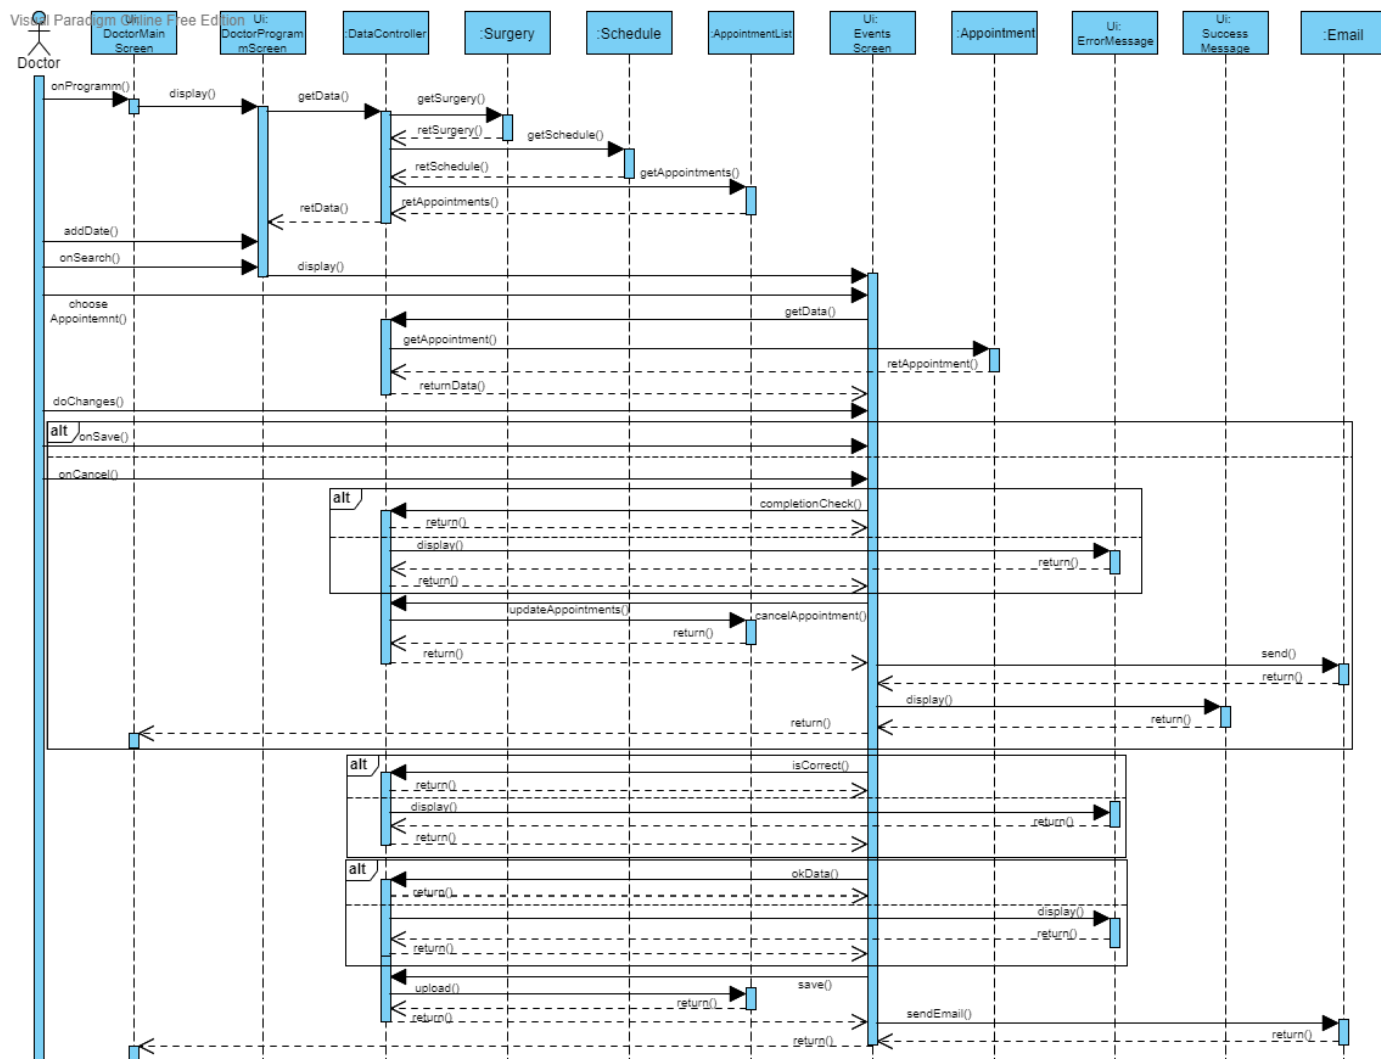 Visual Paradigm Online Free Edition
Ui:
DoctorMain
Screen
Ui:
DoctorProgram
mScreen
:DataController
:Surgery
:Schedule
:AppointmentList
Ui:
Events
Screen
:Appointment
Ui:
ErrorMessage
Ui:
Success
Message
:Email
Doctor
onProgramm()
display()
getData()
getSurgery()
retSurgery()
getSchedule()
retSchedule()
getAppointments()
retAppointments()
retData()
addDate()
onSearch()
display()
choose
Appointemnt()
getData()
getAppointment()
retAppointment()
returnData()
doChanges()
alt
onSave()
onCancel()
alt
completionCheck()
return()
display()
return()
return()
updateAppointments()
cancelAppointment()
return()
return()
send()
return()
display()
return()
return()
alt
isCorrect()
return()
display()
return()
return()
alt
okData()
return()
display()
return()
return()
save()
upload()
return()
return()
sendEmail()
return()
return()